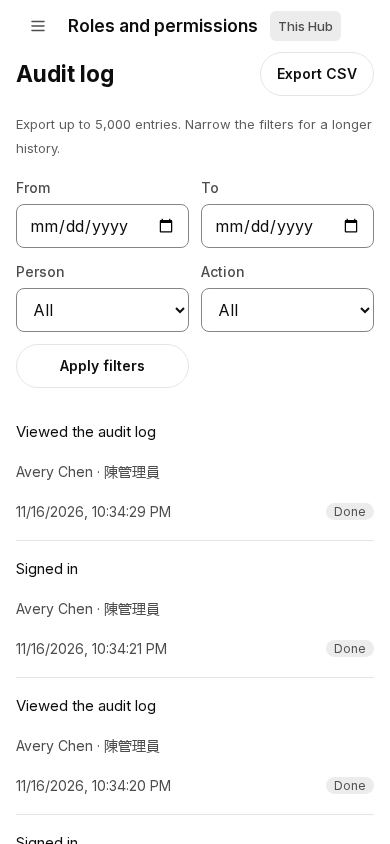 Roles and permissions This Hub
Audit log Export CSV
Export up to 5,000 entries. Narrow the filters for a longer
history.
From To
mm/dd/yyyy mm/dd/yyyy
Person Action
All All
Apply filters
Viewed the audit log
Avery Chen · 陳管理員
11/16/2026, 10:34:29 PM Done
Signed in
Avery Chen · 陳管理員
11/16/2026, 10:34:21 PM Done
Viewed the audit log
Avery Chen · 陳管理員
11/16/2026, 10:34:20 PM Done
Signed in